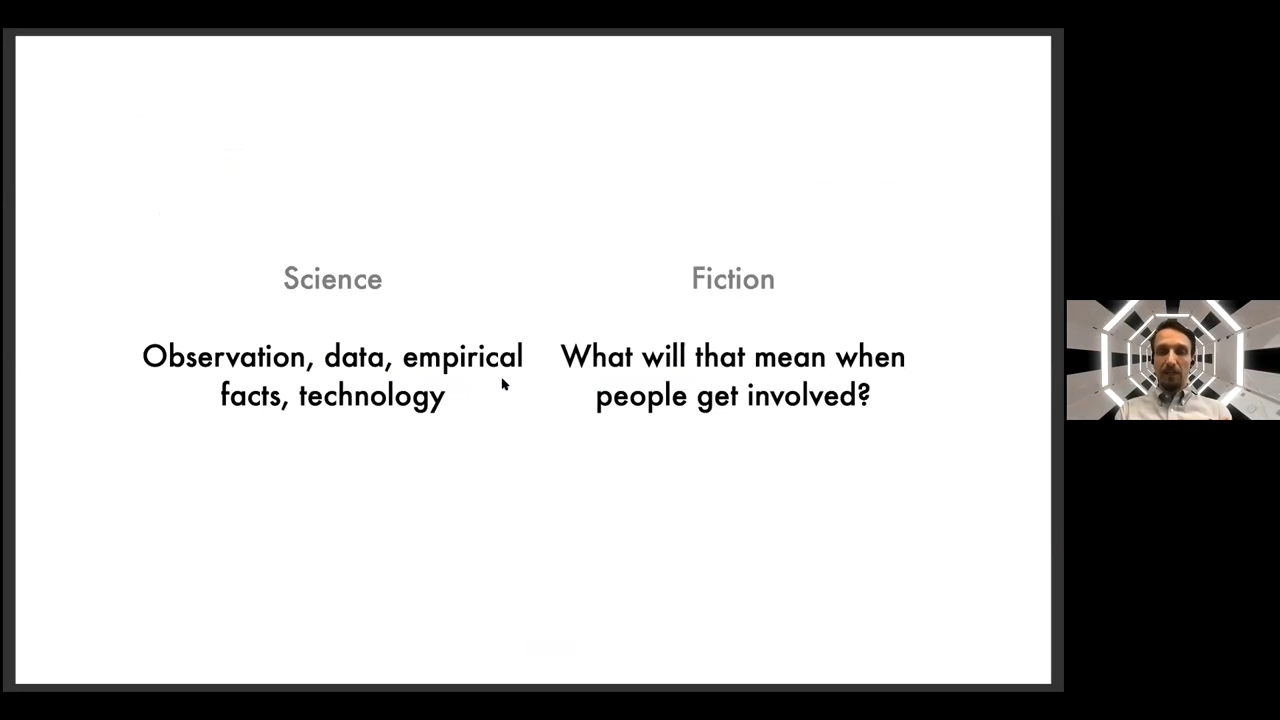 Science
Observation, data, empirical
facts, technology
Fiction
What will that mean when
people get involved?